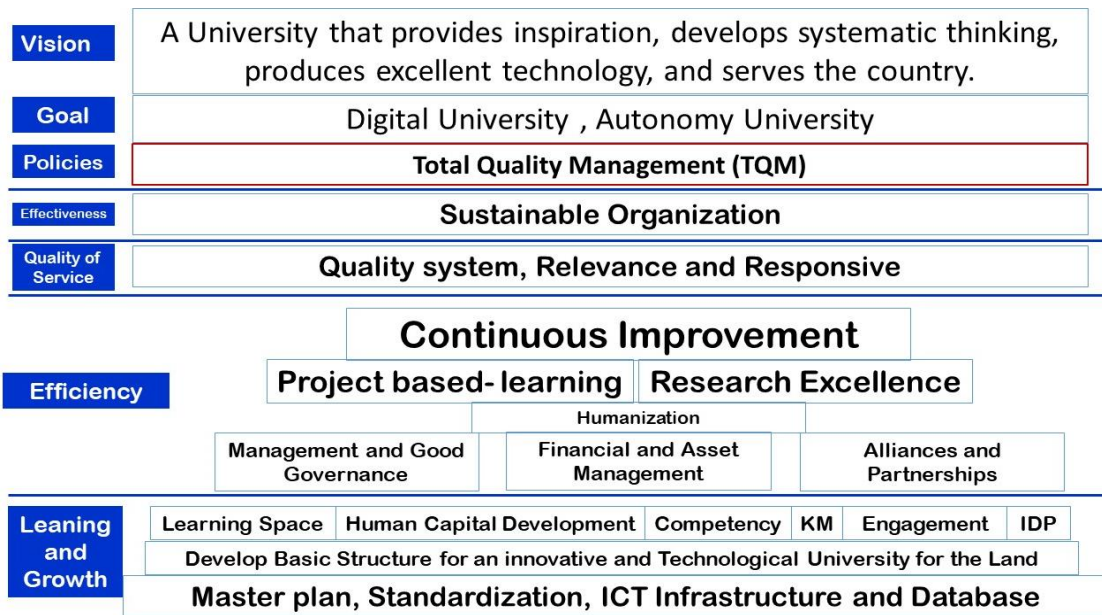 Vision
A University that provides inspiration, develops systematic thinking,
produces excellent technology, and serves the country.
Goal
Digital University , Autonomy University
Policies
Total Quality Management (TQM)
Effectiveness
Sustainable Organization
Quality of
Service
Quality system, Relevance and Responsive
Efficiency
Continuous Improvement
Project based- learning
Research Excellence
Humanization
Management and Good
Governance
Financial and Asset
Management
Alliances and
Partnerships
Leaning
and
Growth
Learning Space
Human Capital Development
Competency
KM
Engagement
IDP
Develop Basic Structure for an innovative and Technological University for the Land
Master plan, Standardization, ICT Infrastructure and Database